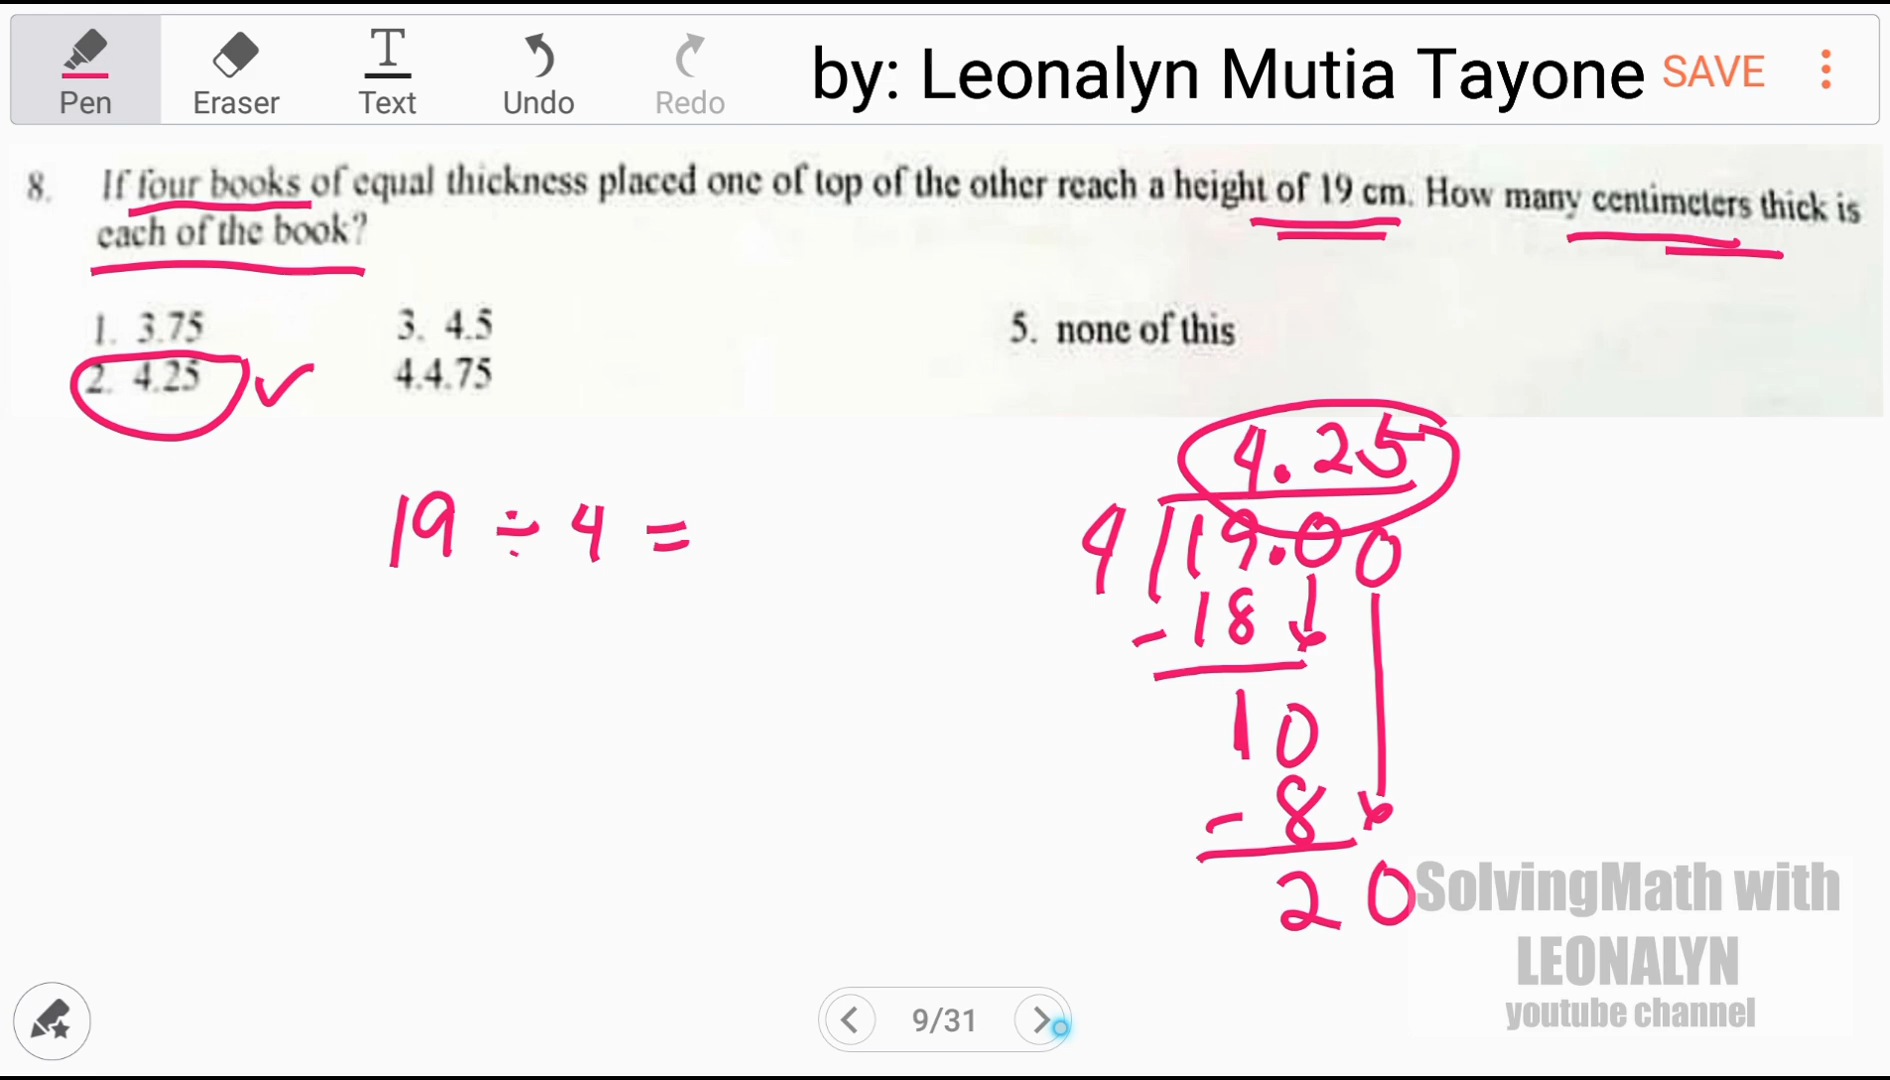 Pen Eraser Text Undo Redo by: Leonalyn Mutia Tayone SAVE
8. If four books of equal thickness placed one of top of the other reach a height of 19 cm. How many centimeters thick is
each of the book?
1. 3.75 3. 4.5 5. none of this
2. 4.25 4.4.75
4.25
19 ÷ 4 = 4 19.00
- 18
10
- 8
20
SolvingMath with
LEONALYN
youtube channel
9/31